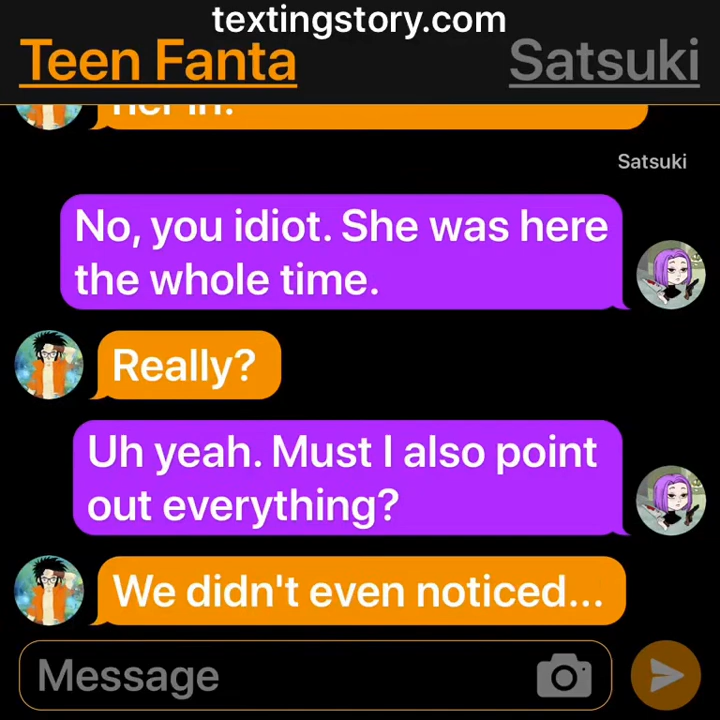 textingstory.com
Teen Fanta Satsuki
Satsuki
No, you idiot. She was here
the whole time.
Really?
Uh yeah. Must I also point
out everything?
We didn't even noticed...
Message